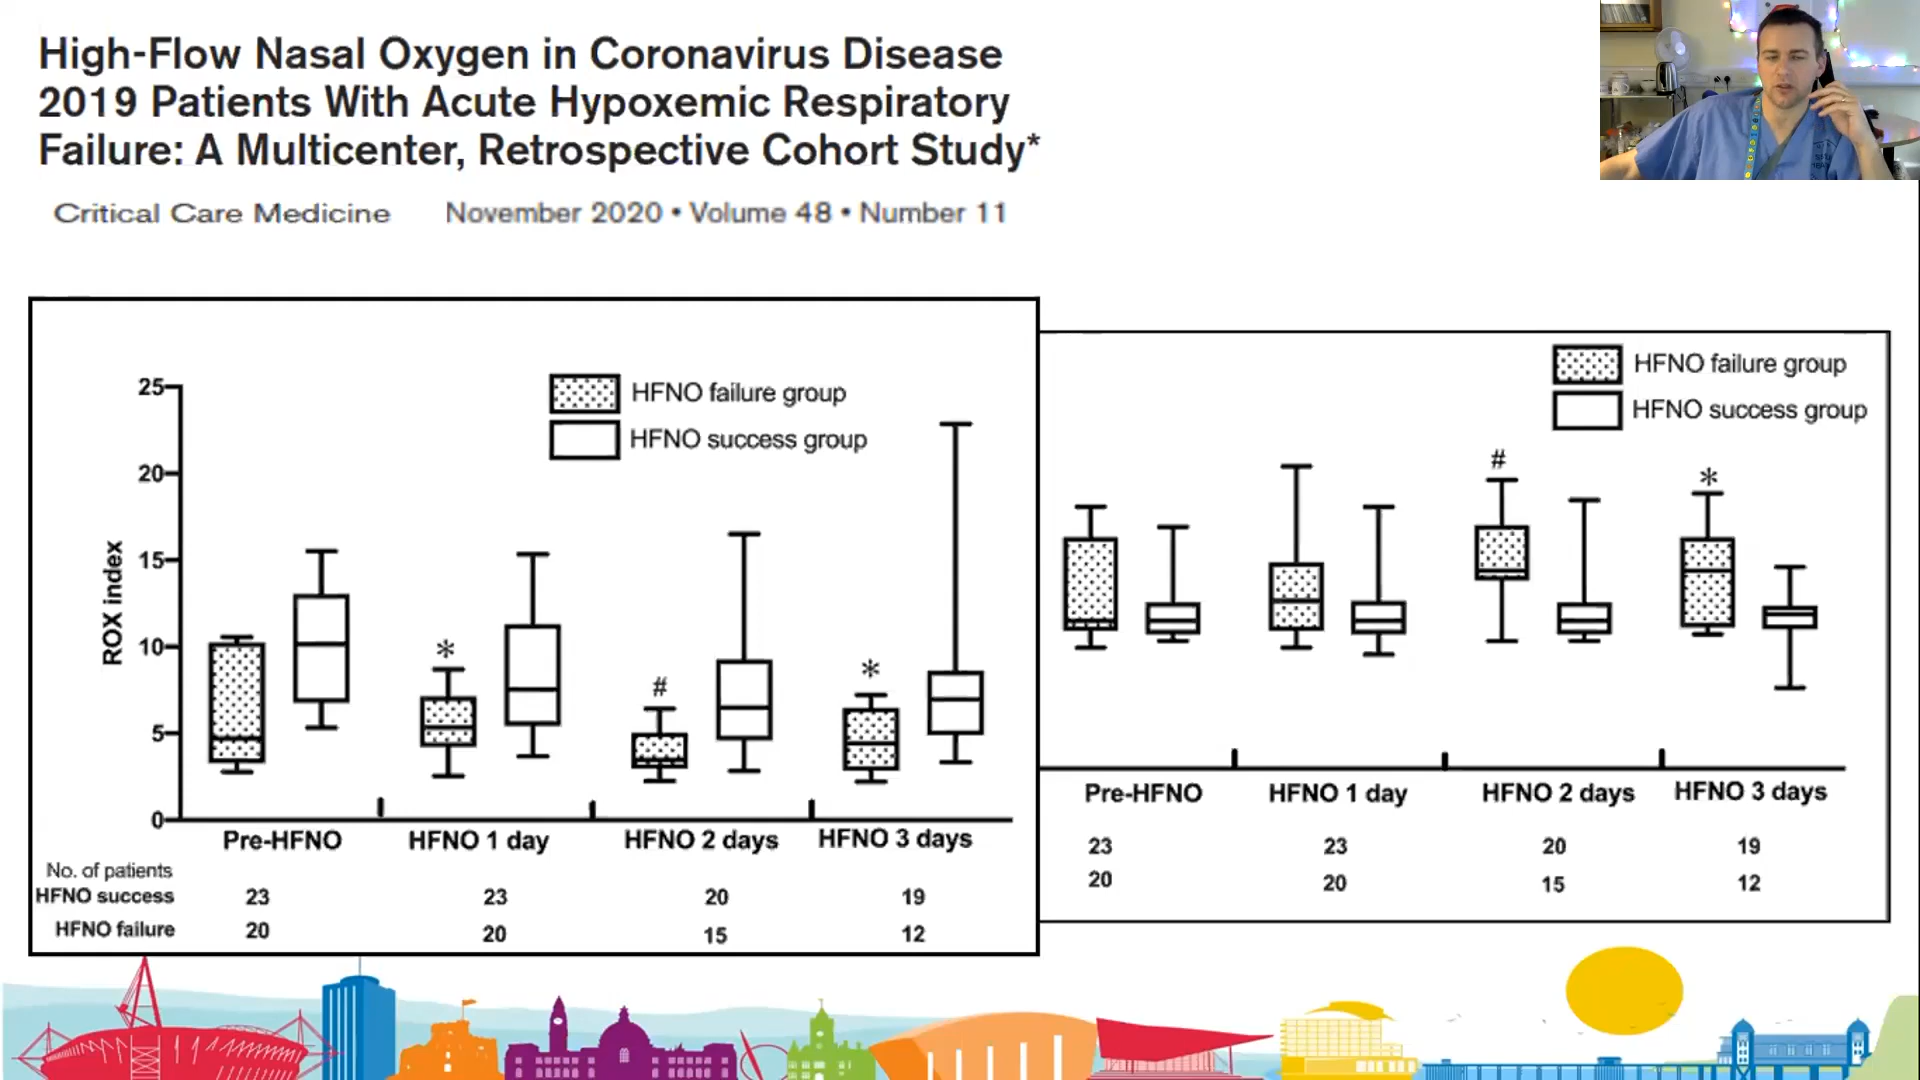 High-Flow Nasal Oxygen in Coronavirus Disease
2019 Patients With Acute Hypoxemic Respiratory
Failure: A Multicenter, Retrospective Cohort Study*
Critical Care Medicine November 2020 • Volume 48 • Number 11
HFNO failure group
HFNO success group
25
20
15
10
5
0
ROX index
*
#
*
Pre-HFNO HFNO 1 day HFNO 2 days HFNO 3 days
No. of patients
HFNO success 23 23 20 19
HFNO failure 20 20 15 12
HFNO failure group
HFNO success group
#
*
Pre-HFNO HFNO 1 day HFNO 2 days HFNO 3 days
23 23 20 19
20 20 15 12